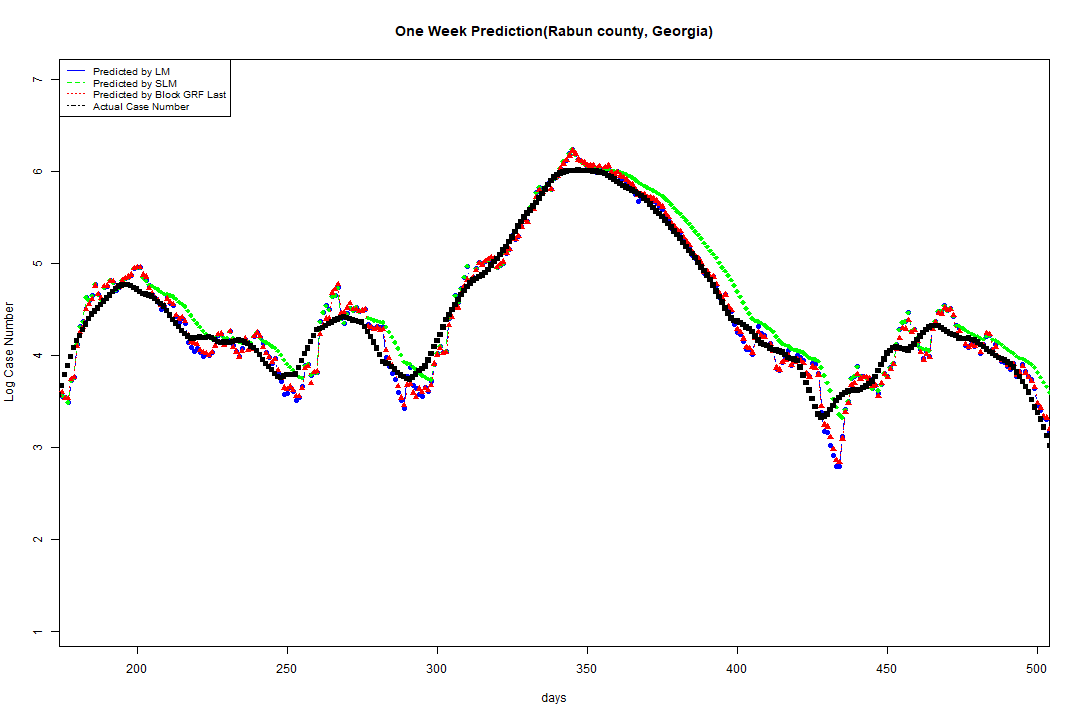 One Week Prediction(Rabun county, Georgia)
Predicted by LM
Predicted by SLM
Predicted by Block GRF Last
Actual Case Number
7
6
5
4
3
2
1
Log Case Number
200 250 300 350 400 450 500
days